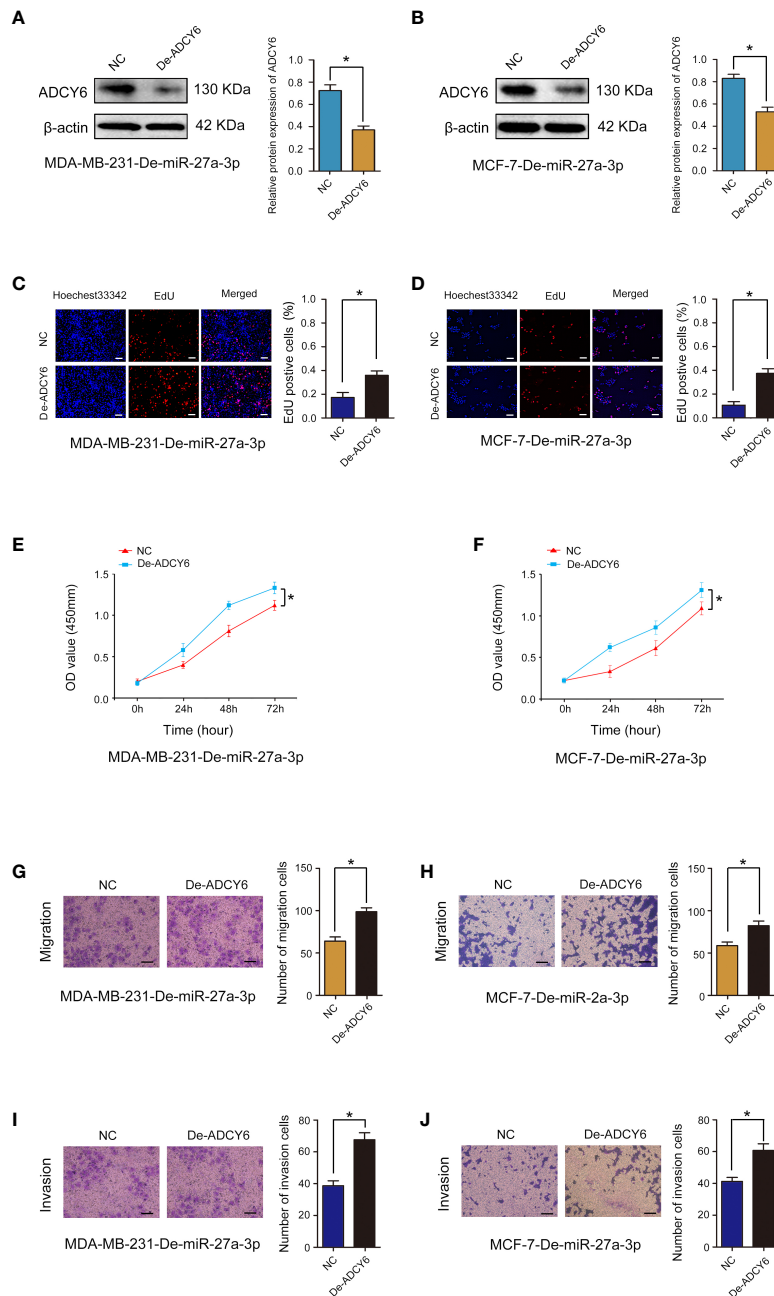 A
NC
De-ADCY6
ADCY6
130 KDa
β-actin
42 KDa
MDA-MB-231-De-miR-27a-3p
Relative protein expression of ADCY6
1.0
0.8
0.6
0.4
0.2
0.0
*
NC
De-ADCY6
B
NC
De-ADCY6
ADCY6
130 KDa
β-actin
42 KDa
MCF-7-De-miR-27a-3p
Relative protein expression of ADCY6
1.0
0.8
0.6
0.4
0.2
0.0
*
NC
De-ADCY6
C
Hoechest33342
EdU
Merged
NC
De-ADCY6
MDA-MB-231-De-miR-27a-3p
EdU postive cells (%)
1.0
0.8
0.6
0.4
0.2
0.0
*
NC
De-ADCY6
D
Hoechest33342
EdU
Merged
NC
De-ADCY6
MCF-7-De-miR-27a-3p
EdU postive cells (%)
1.0
0.8
0.6
0.4
0.2
0.0
*
NC
De-ADCY6
E
NC
De-ADCY6
OD value (450mm)
1.5
1.0
0.5
0.0
*
0h
24h
48h
72h
Time (hour)
MDA-MB-231-De-miR-27a-3p
F
NC
De-ADCY6
OD value (450mm)
1.5
1.0
0.5
0.0
*
0h
24h
48h
72h
Time (hour)
MCF-7-De-miR-27a-3p
G
NC
De-ADCY6
Migration
MDA-MB-231-De-miR-27a-3p
Number of migration cells
150
100
50
0
*
NC
De-ADCY6
H
NC
De-ADCY6
Migration
MCF-7-De-miR-2a-3p
Number of migration cells
150
100
50
0
*
NC
De-ADCY6
I
NC
De-ADCY6
Invasion
MDA-MB-231-De-miR-27a-3p
Number of invasion cells
80
60
40
20
0
*
NC
De-ADCY6
J
NC
De-ADCY6
Invasion
MCF-7-De-miR-27a-3p
Number of invasion cells
80
60
40
20
0
*
NC
De-ADCY6